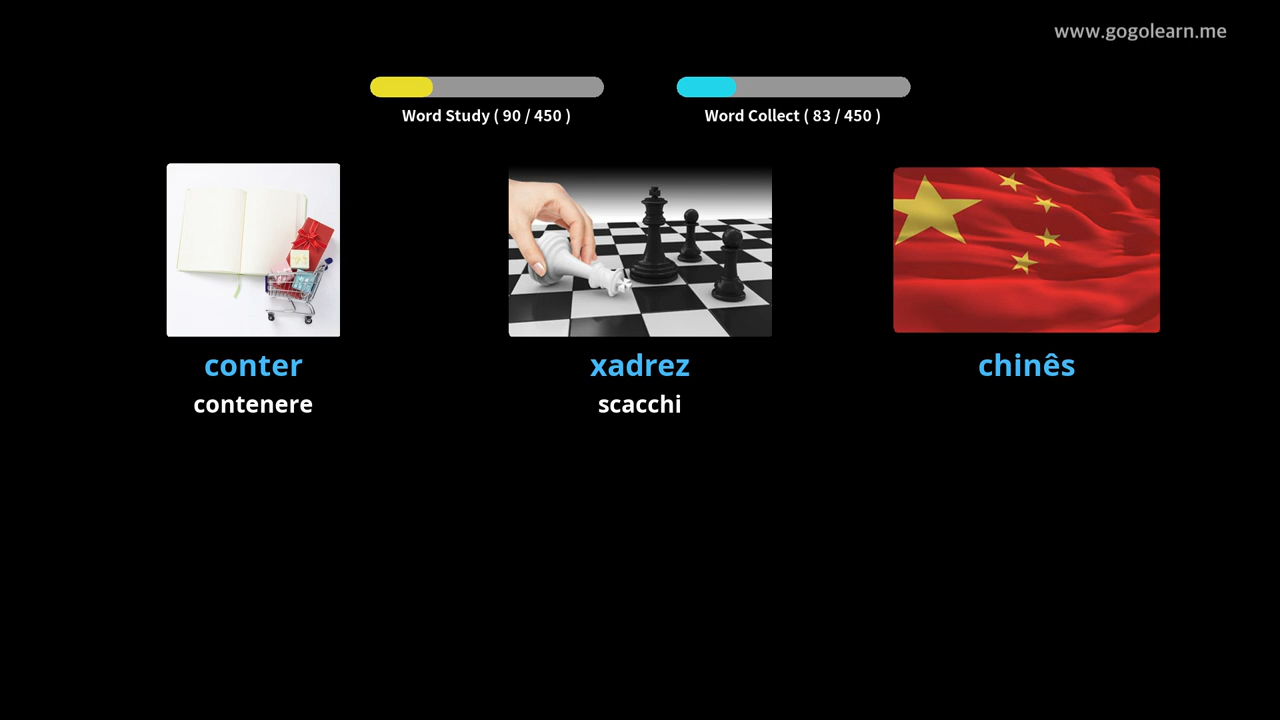 www.gogolearn.me
Word Study ( 90 / 450 )
Word Collect ( 83 / 450 )
conter
contenere
xadrez
scacchi
chinês